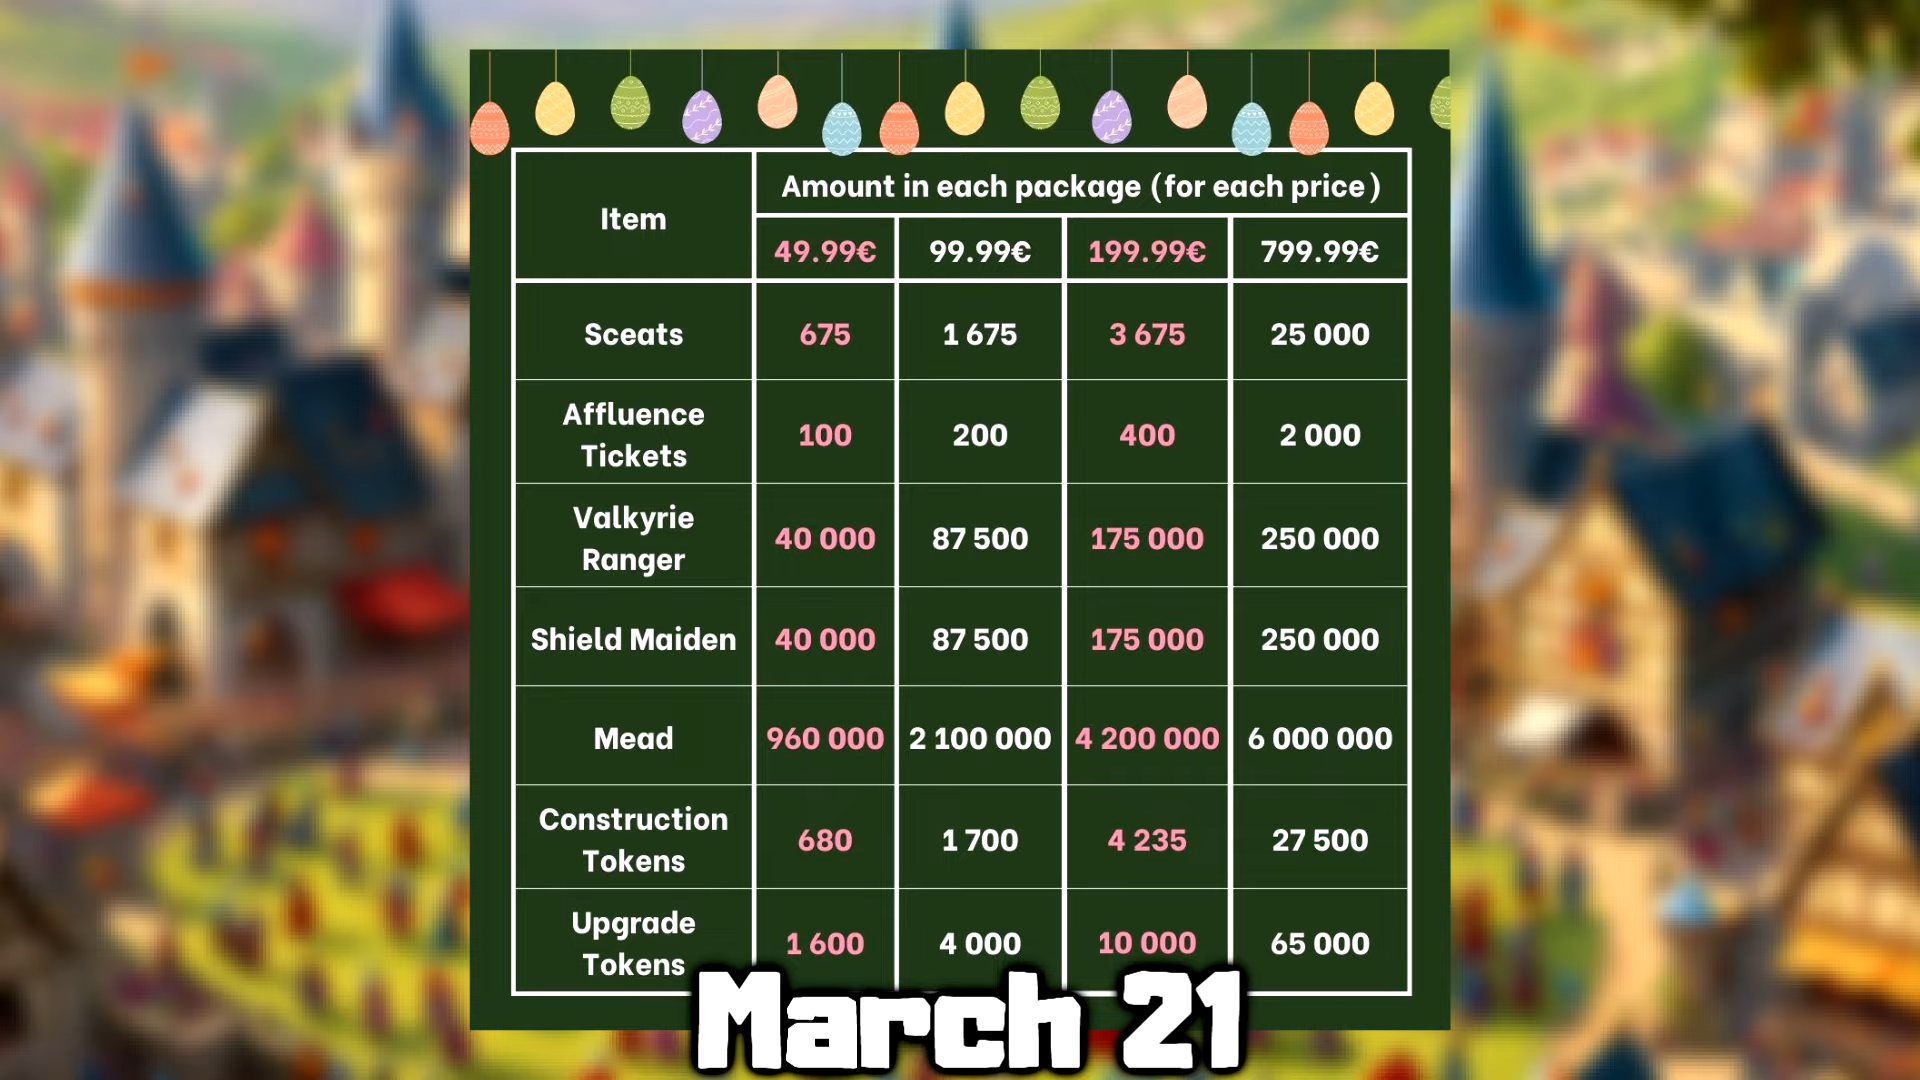 Item
Amount in each package (for each price)
49.99€ 99.99€ 199.99€ 799.99€
Sceats 675 1 675 3 675 25 000
Affluence
Tickets 100 200 400 2 000
Valkyrie
Ranger 40 000 87 500 175 000 250 000
Shield Maiden 40 000 87 500 175 000 250 000
Mead 960 000 2 100 000 4 200 000 6 000 000
Construction
Tokens 680 1 700 4 235 27 500
Upgrade
Tokens 1 600 4 000 10 000 65 000
March 21